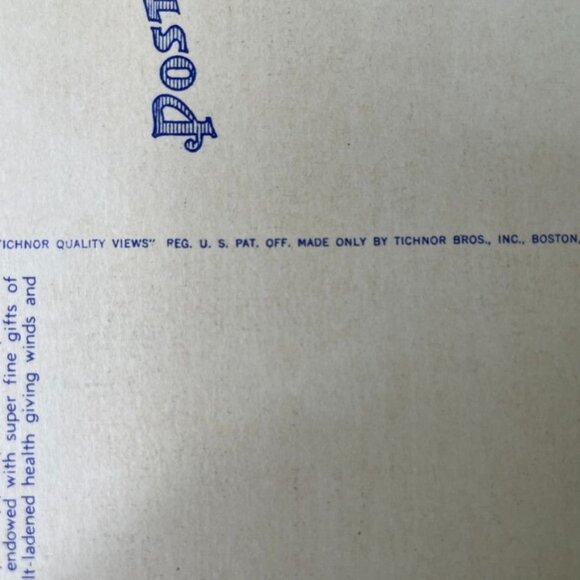 Post
TICHNOR QUALITY VIEWS" REG. U. S. PAT. OFF. MADE ONLY BY TICHNOR BROS., INC., BOSTON,
endowed with super fine gifts of
lt-ladened health giving winds and